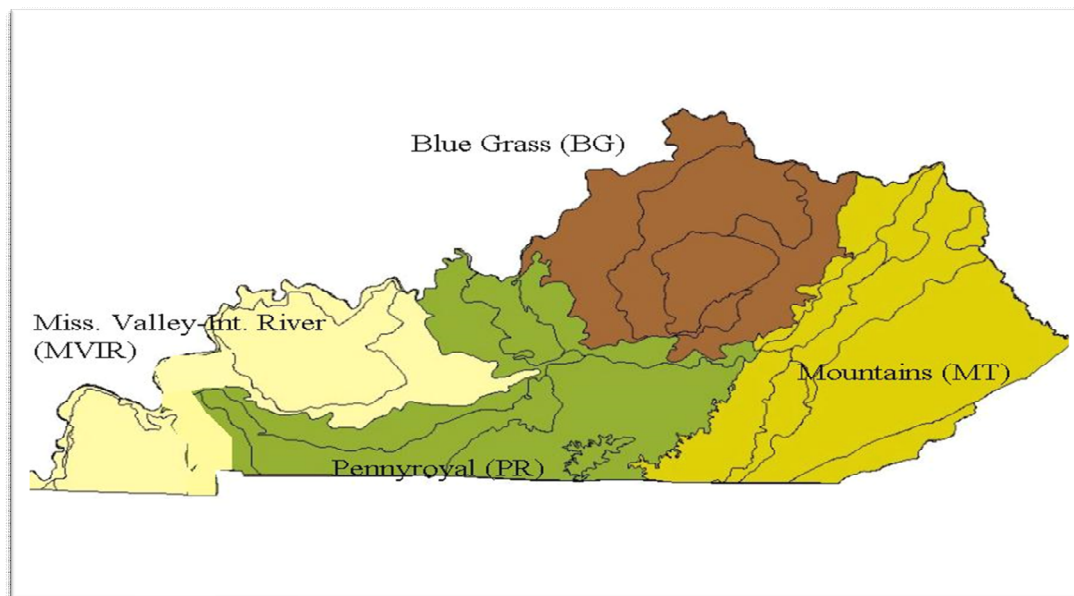 Blue Grass (BG)
Miss. Valley-Int. River
(MVIR)
Mountains (MT)
Pennyroyal (PR)